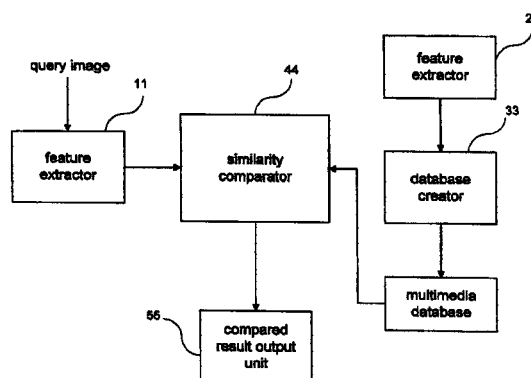 query image
11
feature
extractor
44
similarity
comparator
2
feature
extractor
33
database
creator
multimedia
database
55
compared
result output
unit